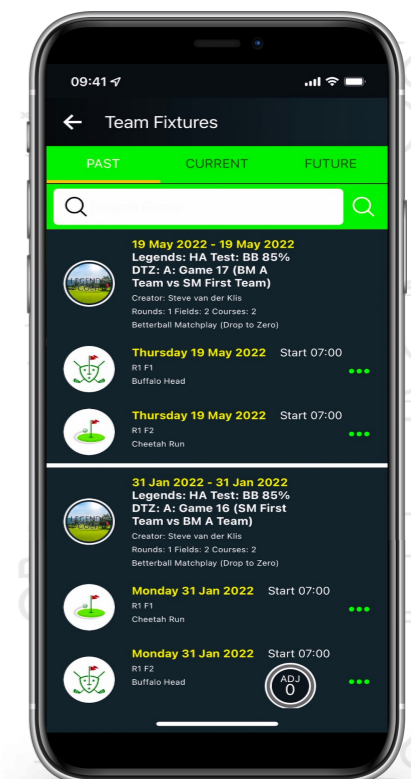 09:41
Team Fixtures
PAST CURRENT FUTURE
19 May 2022 - 19 May 2022
Legends: HA Test: BB 85%
DTZ: A: Game 17 (BM A
Team vs SM First Team)
Creator: Steve van der Klis
Rounds: 1 Fields: 2 Courses: 2
Betterball Matchplay (Drop to Zero)
Thursday 19 May 2022 Start 07:00
R1 F1
Buffalo Head
Thursday 19 May 2022 Start 07:00
R1 F2
Cheetah Run
31 Jan 2022 - 31 Jan 2022
Legends: HA Test: BB 85%
DTZ: A: Game 16 (SM First
Team vs BM A Team)
Creator: Steve van der Klis
Rounds: 1 Fields: 2 Courses: 2
Betterball Matchplay (Drop to Zero)
Monday 31 Jan 2022 Start 07:00
R1 F1
Cheetah Run
Monday 31 Jan 2022 Start 07:00
R1 F2
Buffalo Head
ADJ
0